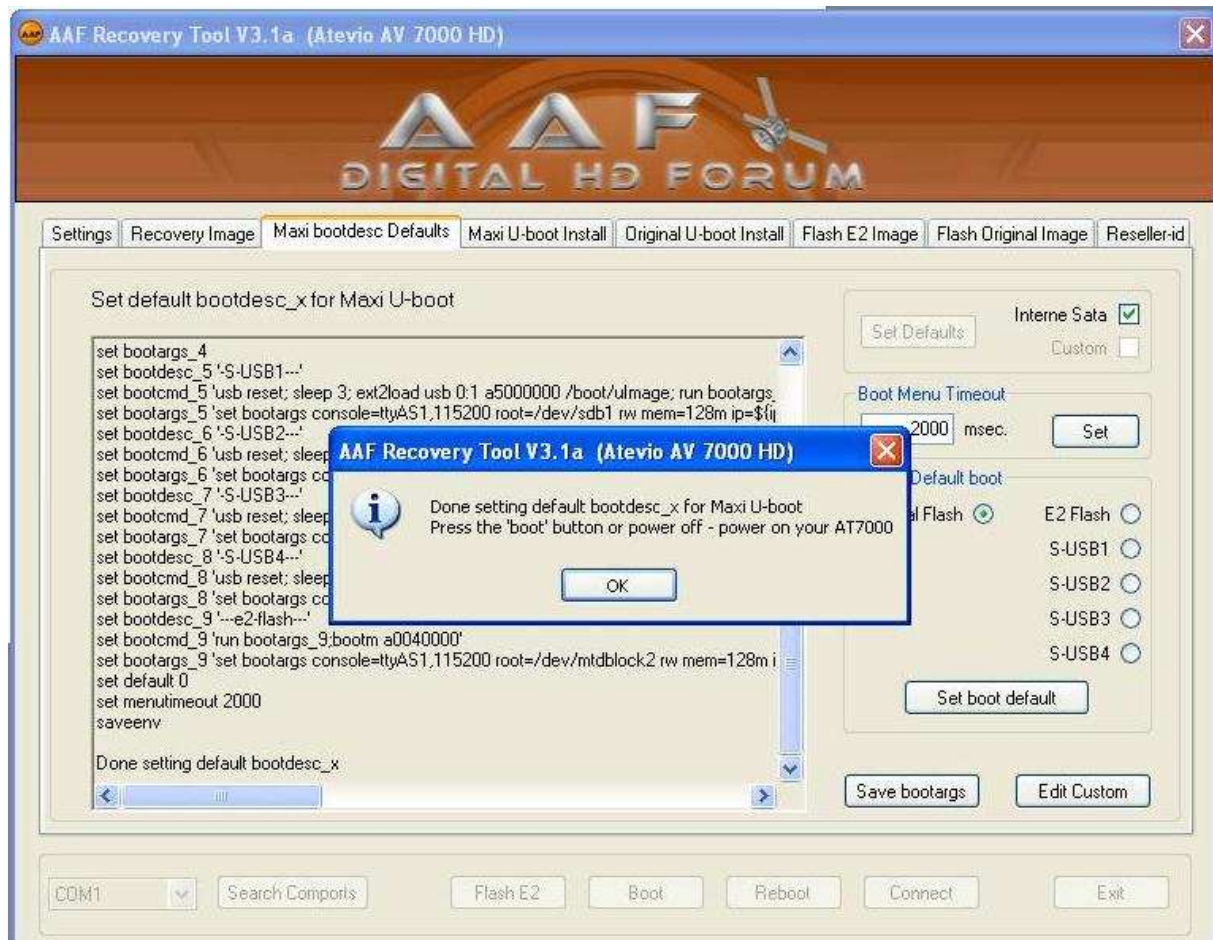 AAF Recovery Tool V3.1a (Atevio AV 7000 HD)
AAF
DIGITAL HD FORUM
Settings Recovery Image Maxi bootdesc Defaults Maxi U-boot Install Original U-boot Install Flash E2 Image Flash Original Image Reseller-id
Set default bootdesc_x for Maxi U-boot
set bootargs_4
set bootdesc_5 '-S-USB1---'
set bootcmd_5 'usb reset; sleep 3; ext2load usb 0:1 a5000000 /boot/uImage; run bootargs_
set bootargs_5 'set bootargs console=ttyAS1,115200 root=/dev/sdb1 rw mem=128m ip=${i
set bootdesc_6 '-S-USB2---'
set bootcmd_6 'usb reset; sleep
set bootargs_6 'set bootargs co
set bootdesc_7 '-S-USB3---'
set bootcmd_7 'usb reset; sleep
set bootargs_7 'set bootargs co
set bootdesc_8 '-S-USB4---'
set bootcmd_8 'usb reset; sleep
set bootargs_8 'set bootargs co
set bootdesc_9 '---e2-flash---'
set bootcmd_9 'run bootargs_9;bootm a0040000'
set bootargs_9 'set bootargs console=ttyAS1,115200 root=/dev/mtdblock2 rw mem=128m i
set default 0
set menutimeout 2000
saveenv
Done setting default bootdesc_x
Set Defaults
Interne Sata
Custom
Boot Menu Timeout
2000 msec. Set
Default boot
al Flash E2 Flash
S-USB1
S-USB2
S-USB3
S-USB4
Set boot default
Save bootargs Edit Custom
AAF Recovery Tool V3.1a (Atevio AV 7000 HD)
Done setting default bootdesc_x for Maxi U-boot
Press the 'boot' button or power off - power on your AT7000
OK
COM1 Search Comports Flash E2 Boot Reboot Connect Exit